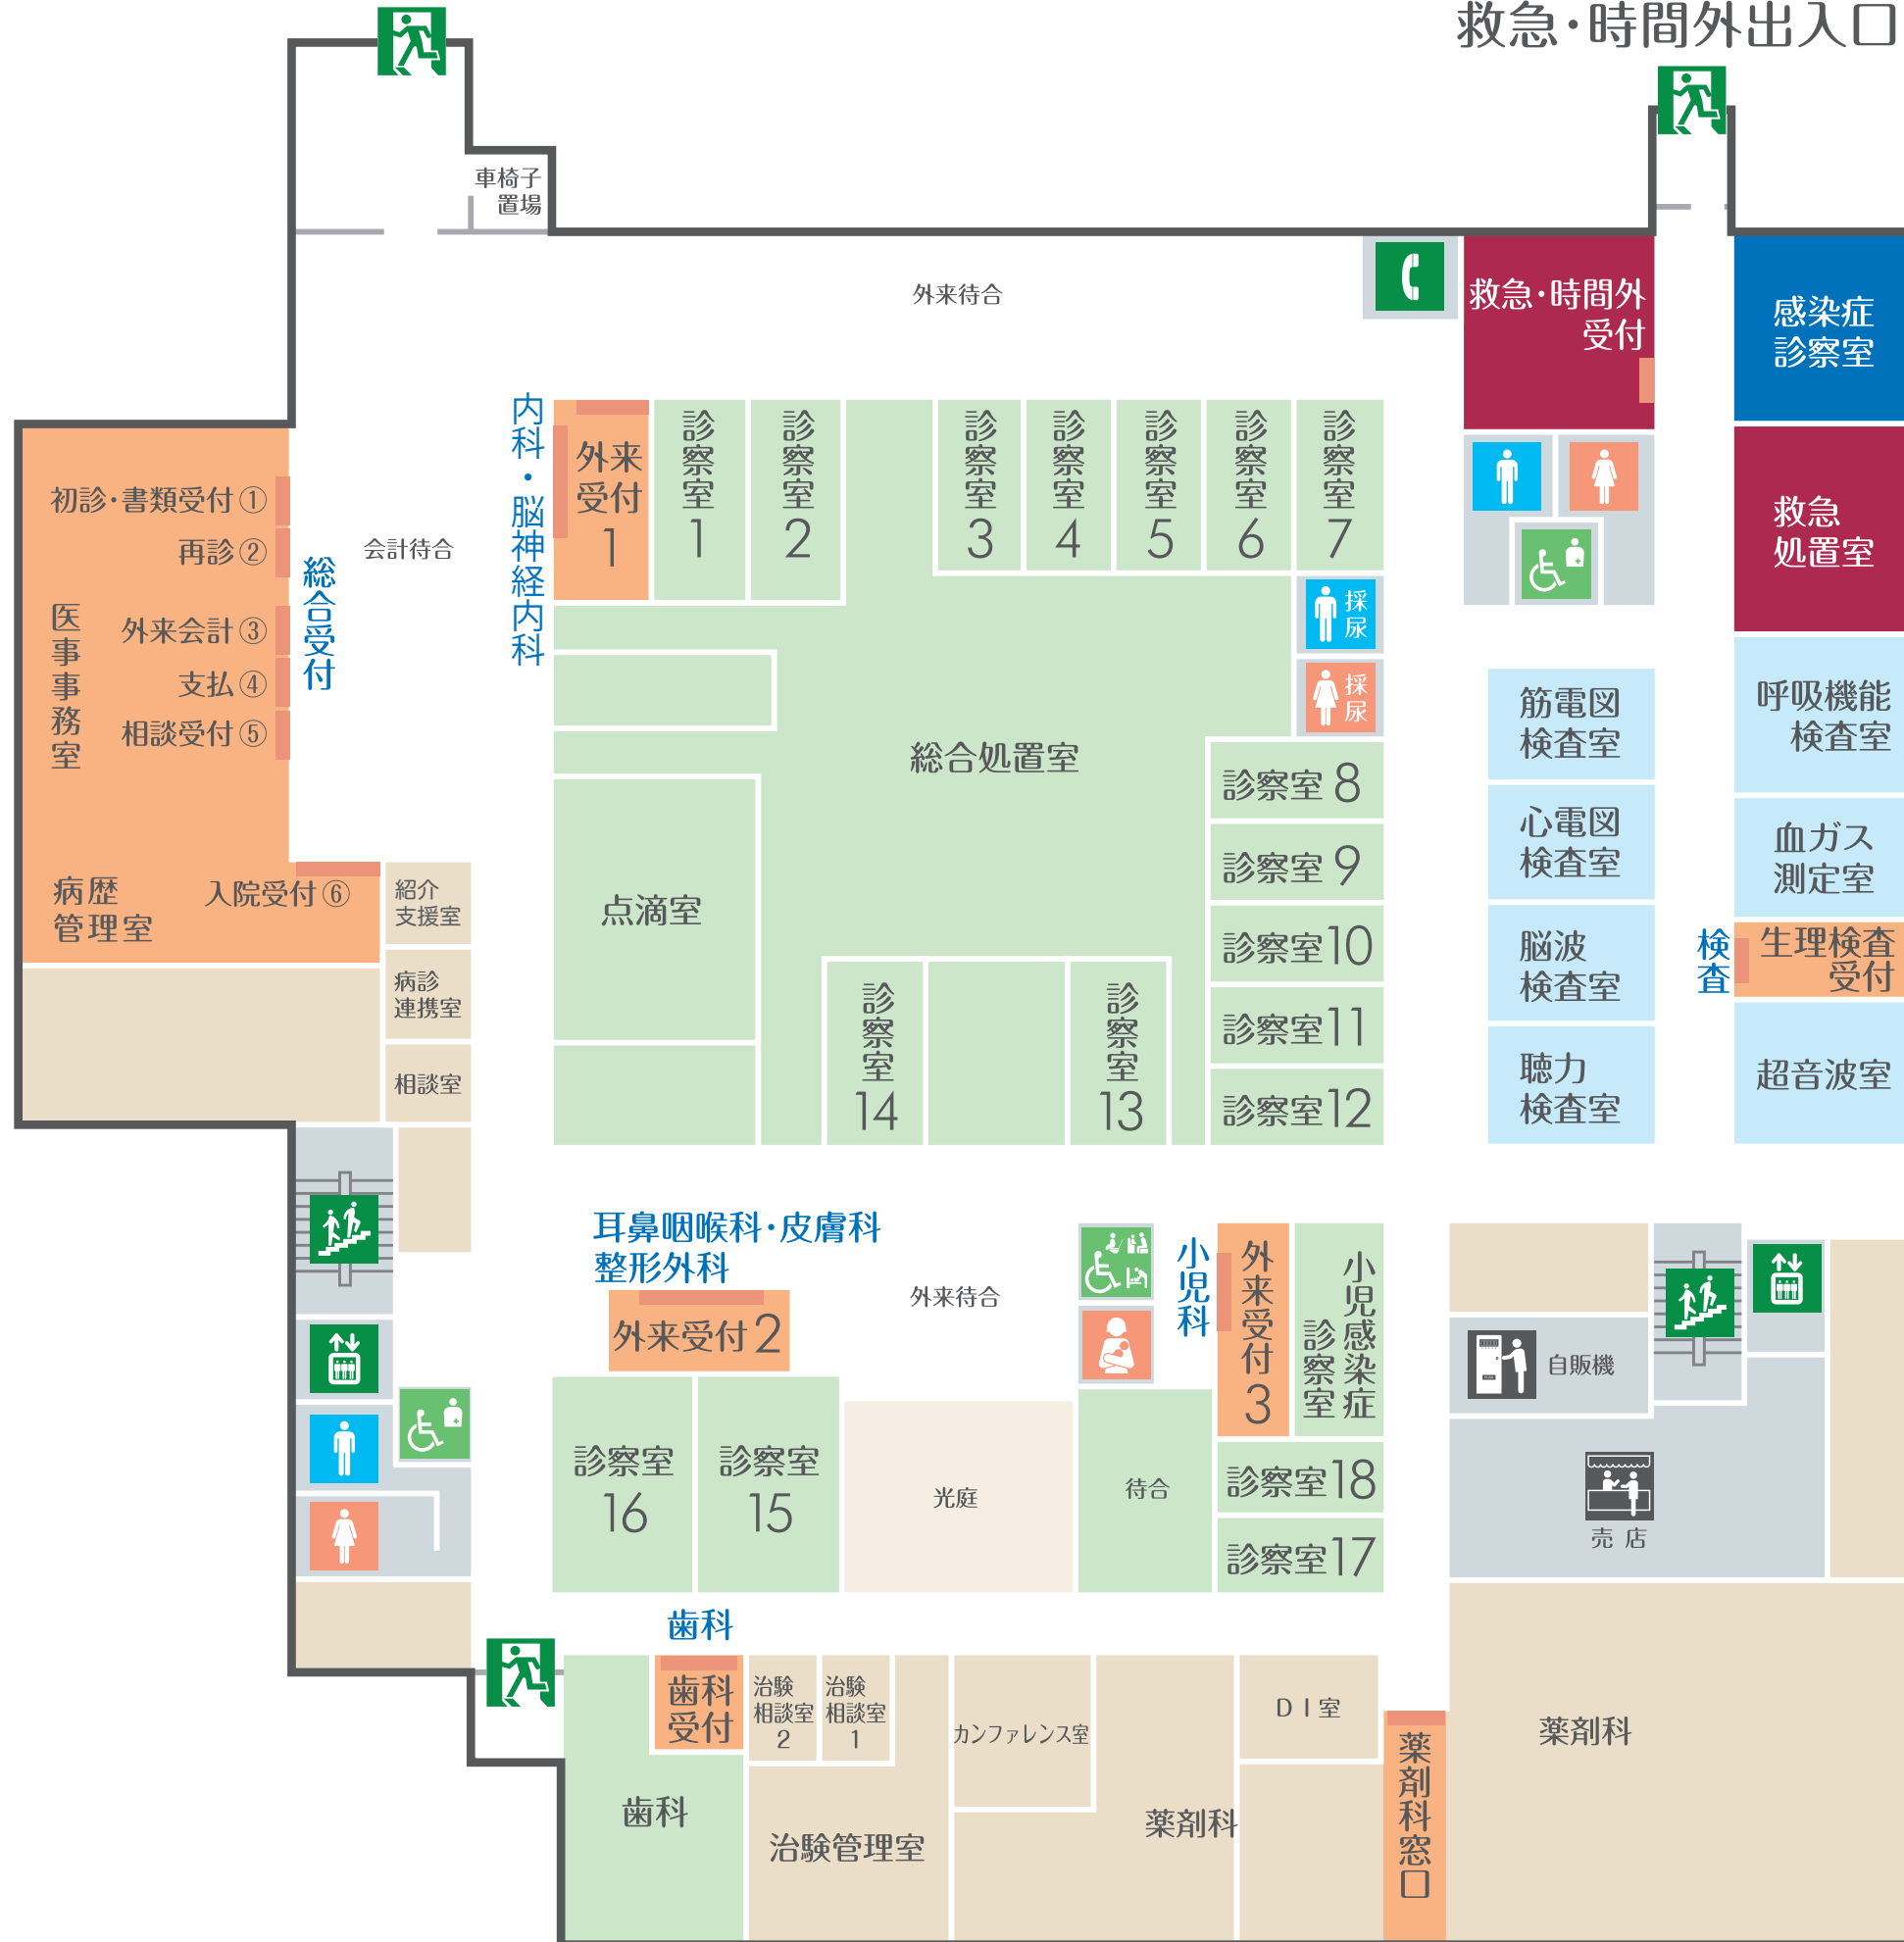 救急・時間外出入口
車椅子
置場
外来待合
救急・時間外
受付
感染症
診察室
内科・脳神経内科
外来
受付
1
診察室
1
診察室
2
診察室
3
診察室
4
診察室
5
診察室
6
診察室
7
初診・書類受付①
再診②
外来会計③
支払④
相談受付⑤
医事事務室
総合受付
会計待合
救急
処置室
採尿
採尿
総合処置室
筋電図
検査室
呼吸機能
検査室
診察室 8
心電図
検査室
血ガス
測定室
診察室 9
病歴
管理室
入院受付⑥
紹介
支援室
点滴室
診察室10
脳波
検査室
検査
生理検査
受付
病診
連携室
相談室
診察室
14
診察室
13
診察室11
診察室12
聴力
検査室
超音波室
耳鼻咽喉科・皮膚科
整形外科
外来受付2
外来待合
小児科
外来受付3
小児感染症
診察室
自販機
診察室
16
診察室
15
光庭
待合
診察室18
診察室17
売店
歯科
歯科
受付
治験
相談室
2
治験
相談室
1
カンファレンス室
DI室
薬剤科
薬剤科窓口
歯科
治験管理室
薬剤科